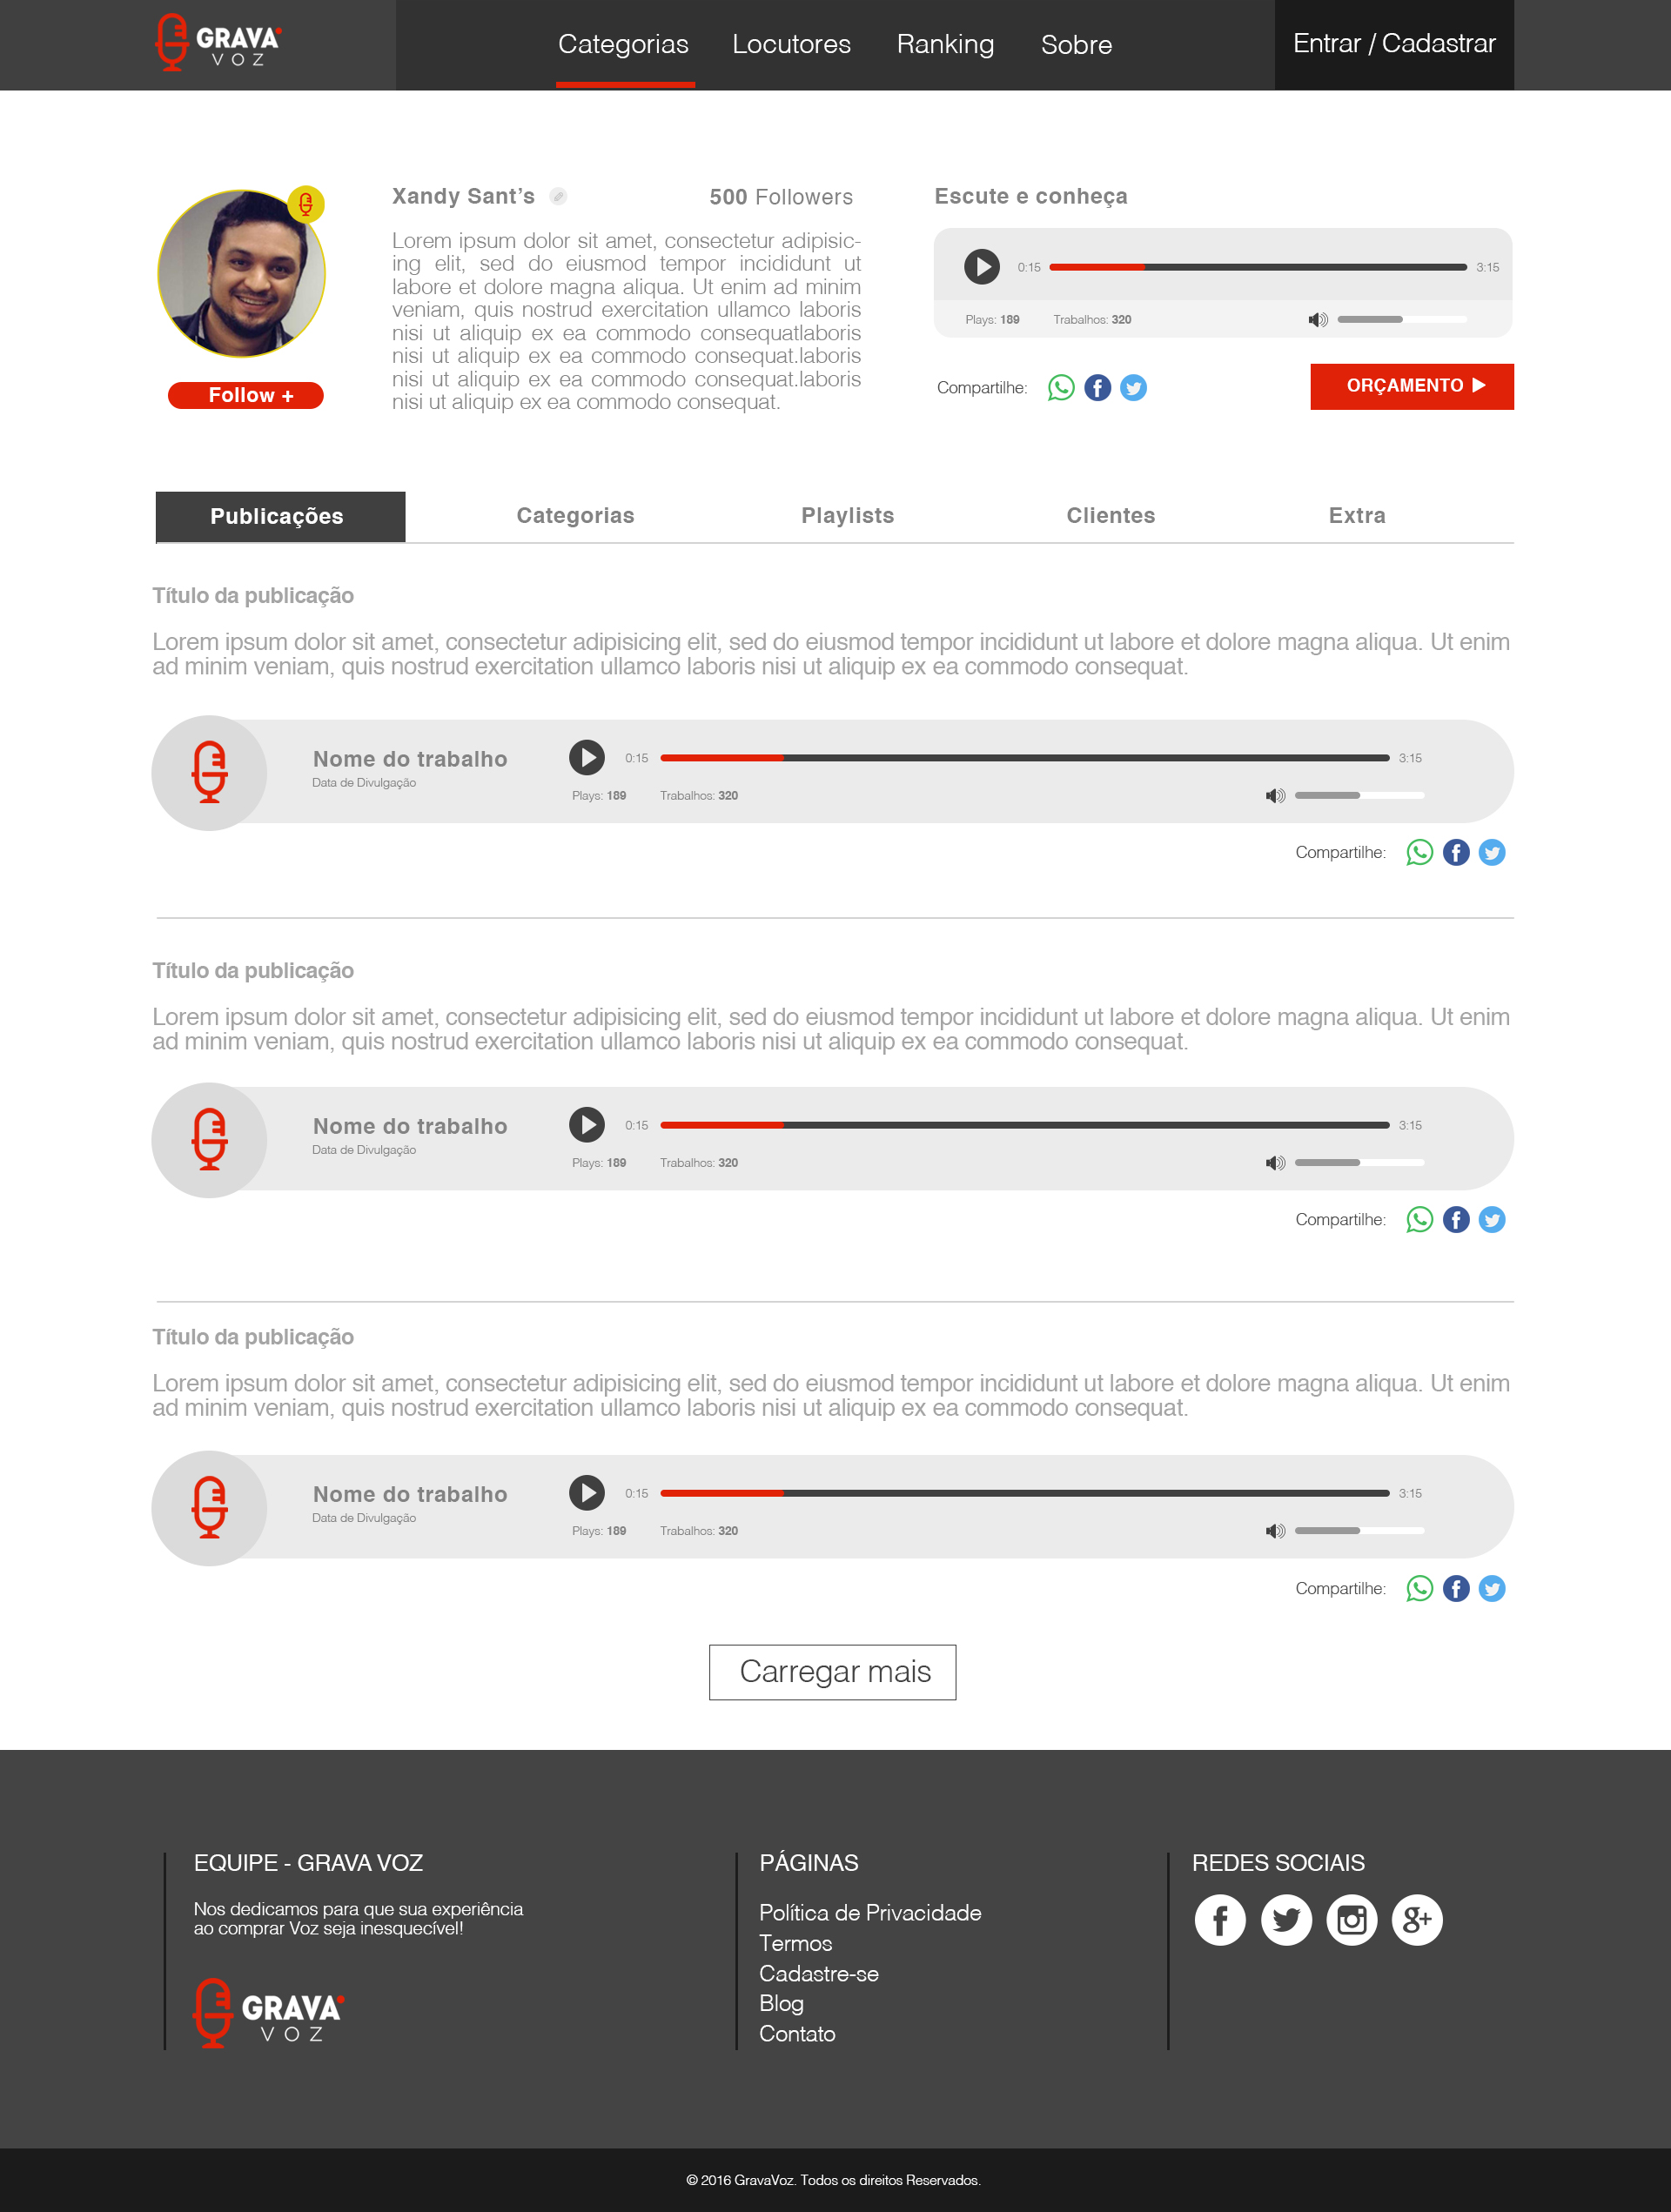 GRAVA
VOZ
Categorias
Locutores
Ranking
Sobre
Entrar / Cadastrar
Xandy Sant’s
500 Followers
Lorem ipsum dolor sit amet, consectetur adipisic-
ing elit, sed do eiusmod tempor incididunt ut
labore et dolore magna aliqua. Ut enim ad minim
veniam, quis nostrud exercitation ullamco laboris
nisi ut aliquip ex ea commodo consequatlaboris
nisi ut aliquip ex ea commodo consequat.laboris
nisi ut aliquip ex ea commodo consequat.laboris
nisi ut aliquip ex ea commodo consequat.
Follow +
Escute e conheça
0:15
3:15
Plays: 189
Trabalhos: 320
Compartilhe:
ORÇAMENTO
Publicações
Categorias
Playlists
Clientes
Extra
Título da publicação
Lorem ipsum dolor sit amet, consectetur adipisicing elit, sed do eiusmod tempor incididunt ut labore et dolore magna aliqua. Ut enim
ad minim veniam, quis nostrud exercitation ullamco laboris nisi ut aliquip ex ea commodo consequat.
Nome do trabalho
Data de Divulgação
0:15
3:15
Plays: 189
Trabalhos: 320
Compartilhe:
Título da publicação
Lorem ipsum dolor sit amet, consectetur adipisicing elit, sed do eiusmod tempor incididunt ut labore et dolore magna aliqua. Ut enim
ad minim veniam, quis nostrud exercitation ullamco laboris nisi ut aliquip ex ea commodo consequat.
Nome do trabalho
Data de Divulgação
0:15
3:15
Plays: 189
Trabalhos: 320
Compartilhe:
Título da publicação
Lorem ipsum dolor sit amet, consectetur adipisicing elit, sed do eiusmod tempor incididunt ut labore et dolore magna aliqua. Ut enim
ad minim veniam, quis nostrud exercitation ullamco laboris nisi ut aliquip ex ea commodo consequat.
Nome do trabalho
Data de Divulgação
0:15
3:15
Plays: 189
Trabalhos: 320
Compartilhe:
Carregar mais
EQUIPE - GRAVA VOZ
Nos dedicamos para que sua experiência
ao comprar Voz seja inesquecível!
GRAVA
VOZ
PÁGINAS
Política de Privacidade
Termos
Cadastre-se
Blog
Contato
REDES SOCIAIS
© 2016 GravaVoz. Todos os direitos Reservados.